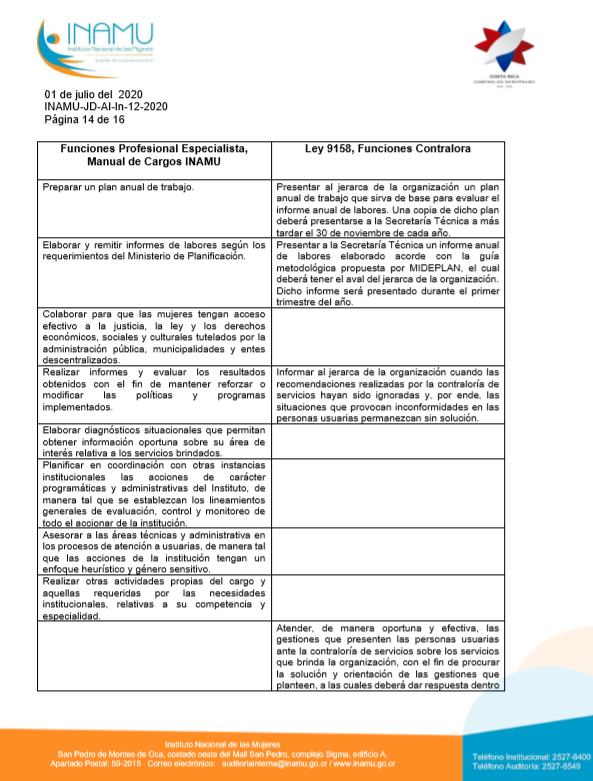 INAMU
Instituto Nacional de las Mujeres
COSTA RICA
GOBIERNO DEL BICENTENARIO
01 de julio del 2020
INAMU-JD-AI-In-12-2020
Página 14 de 16
Funciones Profesional Especialista,
Manual de Cargos INAMU
Ley 9158, Funciones Contralora
Preparar un plan anual de trabajo.
Presentar al jerarca de la organización un plan
anual de trabajo que sirva de base para evaluar el
informe anual de labores. Una copia de dicho plan
deberá presentarse a la Secretaría Técnica a más
tardar el 30 de noviembre de cada año.
Elaborar y remitir informes de labores según los
requerimientos del Ministerio de Planificación.
Presentar a la Secretaría Técnica un informe anual
de labores elaborado acorde con la guía
metodológica propuesta por MIDEPLAN, el cual
deberá tener el aval del jerarca de la organización.
Dicho informe será presentado durante el primer
trimestre del año.
Colaborar para que las mujeres tengan acceso
efectivo a la justicia, la ley y los derechos
económicos, sociales y culturales tutelados por la
administración pública, municipalidades y entes
descentralizados.
Realizar informes y evaluar los resultados
obtenidos con el fin de mantener reforzar o
modificar las políticas y programas
implementados.
Informar al jerarca de la organización cuando las
recomendaciones realizadas por la contraloría de
servicios hayan sido ignoradas y, por ende, las
situaciones que provocan inconformidades en las
personas usuarias permanezcan sin solución.
Elaborar diagnósticos situacionales que permitan
obtener información oportuna sobre su área de
interés relativa a los servicios brindados.
Planificar en coordinación con otras instancias
institucionales las acciones de carácter
programáticas y administrativas del Instituto, de
manera tal que se establezcan los lineamientos
generales de evaluación, control y monitoreo de
todo el accionar de la institución.
Asesorar a las áreas técnicas y administrativa en
los procesos de atención a usuarias, de manera tal
que las acciones de la institución tengan un
enfoque heurístico y género sensitivo.
Realizar otras actividades propias del cargo y
aquellas requeridas por las necesidades
institucionales, relativas a su competencia y
especialidad.
Atender, de manera oportuna y efectiva, las
gestiones que presenten las personas usuarias
ante la contraloría de servicios sobre los servicios
que brinda la organización, con el fin de procurar
la solución y orientación de las gestiones que
planteen, a las cuales deberá dar respuesta dentro
Instituto Nacional de las Mujeres
San Pedro de Montes de Oca, costado oeste del Mall San Pedro, complejo Sigma, edificio A.
Apartado Postal: 59-2015 Correo electrónico: auditoriainterna@inamu.go.cr / www.inamu.go.cr
Teléfono Institucional: 2527-8400
Teléfono Auditoría: 2527-8549